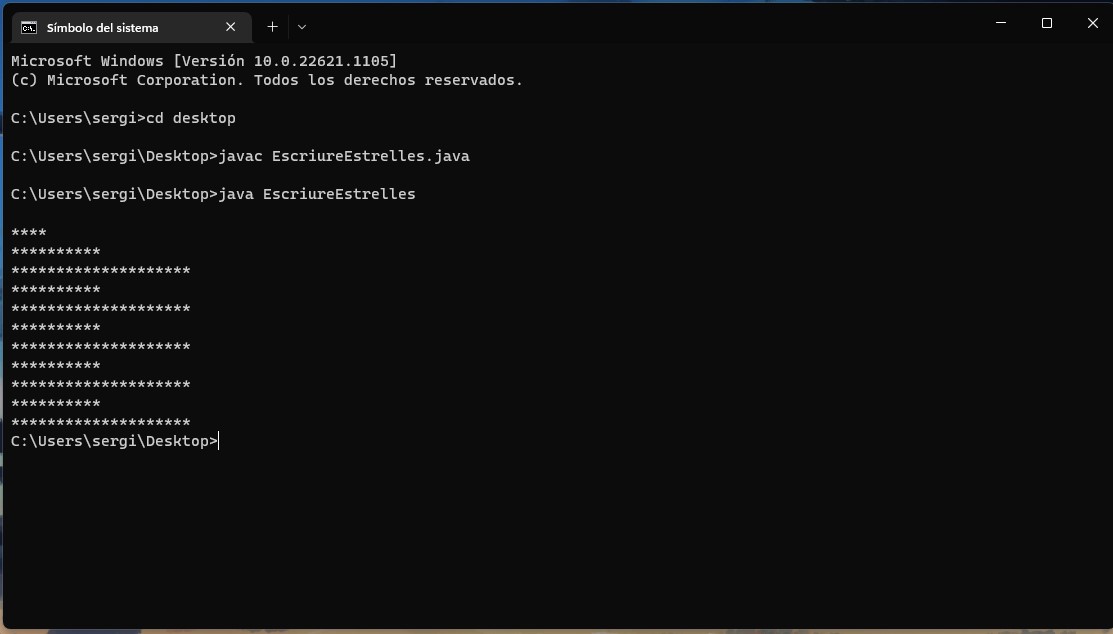 Símbolo del sistema
Microsoft Windows [Versión 10.0.22621.1105]
(c) Microsoft Corporation. Todos los derechos reservados.
C:\Users\sergi>cd desktop
C:\Users\sergi\Desktop>javac EscriureEstrelles.java
C:\Users\sergi\Desktop>java EscriureEstrelles
****
**********
********************
**********
********************
**********
********************
**********
********************
**********
********************
C:\Users\sergi\Desktop>